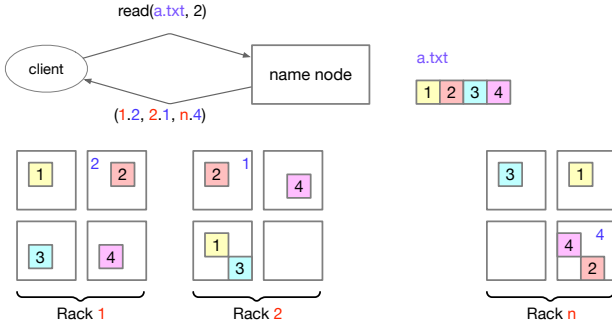 read(a.txt, 2)
client
name node
(1.2, 2.1, n.4)
a.txt
1 2 3 4
1 2 2
2 1
4
3
1
3 4
1
3
4 4
2
Rack 1
Rack 2
Rack n